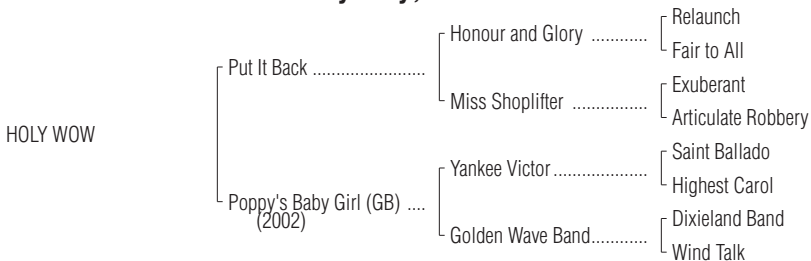 Relaunch
Honour and Glory ............
Fair to All
Put It Back ........................
Exuberant
Miss Shoplifter ................
Articulate Robbery
HOLY WOW
Saint Ballado
Yankee Victor....................
Highest Carol
Poppy's Baby Girl (GB) ....
(2002)
Dixieland Band
Golden Wave Band............
Wind Talk